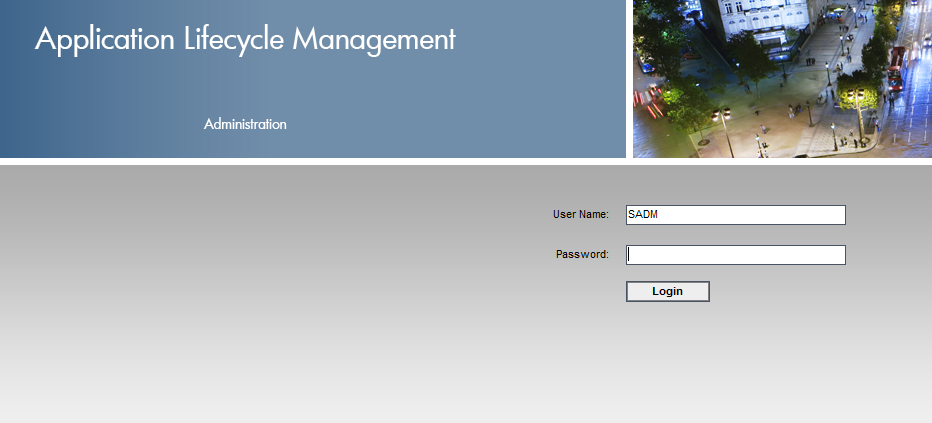 Application Lifecycle Management
Administration
User Name: SADM
Password:
Login